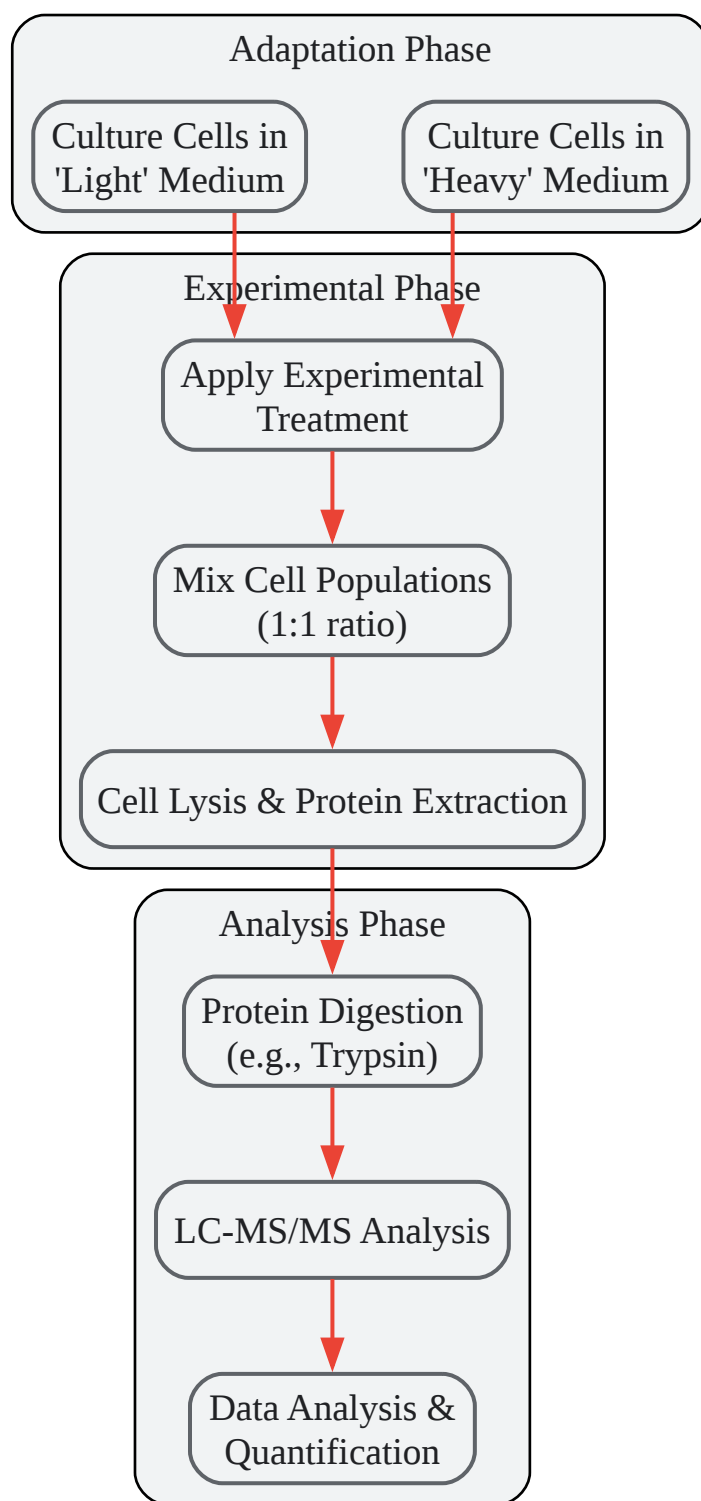 Adaptation Phase
Culture Cells in
'Light' Medium
Culture Cells in
'Heavy' Medium
Experimental Phase
Apply Experimental
Treatment
Mix Cell Populations
(1:1 ratio)
Cell Lysis & Protein Extraction
Analysis Phase
Protein Digestion
(e.g., Trypsin)
LC-MS/MS Analysis
Data Analysis &
Quantification